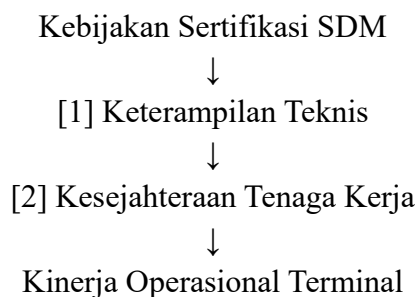 Kebijakan Sertifikasi SDM
↓
[1] Keterampilan Teknis
↓
[2] Kesejahteraan Tenaga Kerja
↓
Kinerja Operasional Terminal